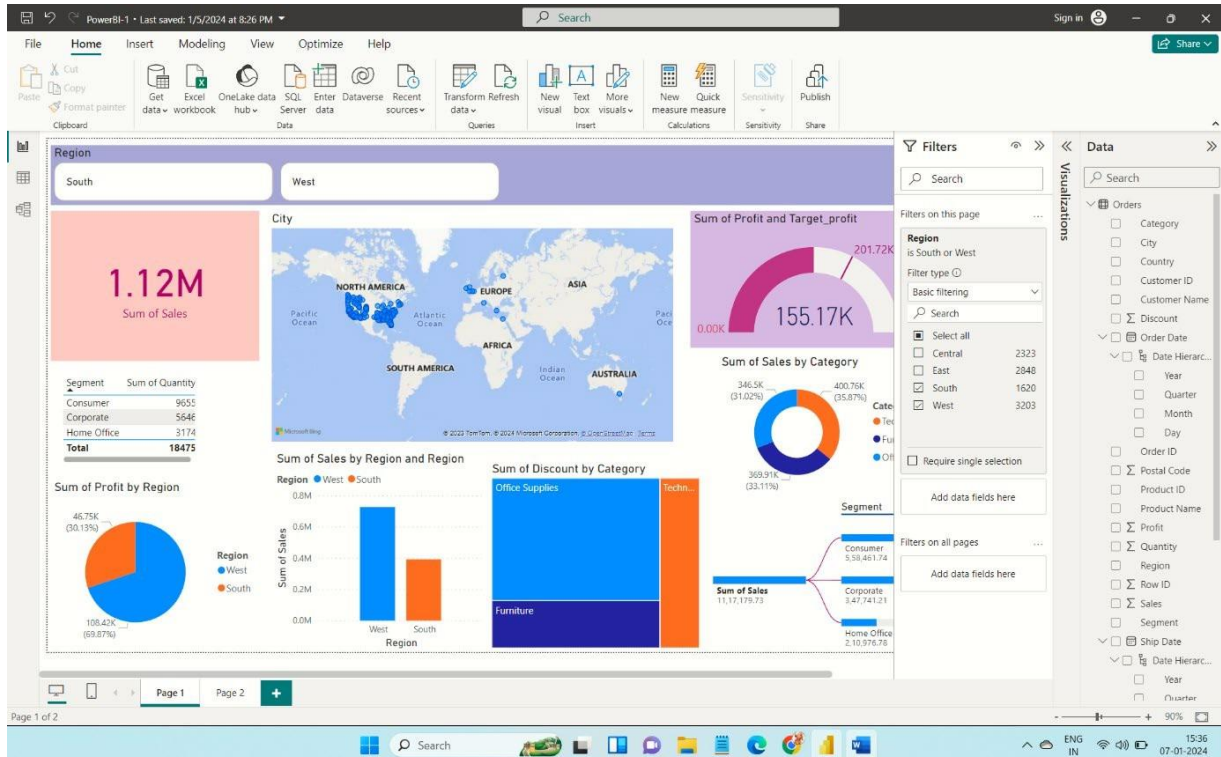 PowerBI-1 • Last saved: 1/5/2024 at 8:26 PM
Search
Sign in
File Home Insert Modeling View Optimize Help
Share
Paste
Cut
Copy
Format painter
Clipboard
Get data
Excel workbook
OneLake data hub
SQL Server
Enter data
Dataverse
Recent sources
Data
Transform data
Refresh
Queries
New visual
Text box
More visuals
Insert
New measure
Quick measure
Calculations
Sensitivity
Sensitivity
Publish
Share
Region
South
West
1.12M
Sum of Sales
City
NORTH AMERICA
EUROPE
ASIA
Pacific Ocean
Atlantic Ocean
AFRICA
SOUTH AMERICA
Indian Ocean
AUSTRALIA
Microsoft Bing
© 2023 TomTom, © 2024 Microsoft Corporation, © OpenStreetMap Terms
Sum of Profit and Target_profit
201.72K
0.00K
155.17K
Segment Sum of Quantity
Consumer 9655
Corporate 5646
Home Office 3174
Total 18475
Sum of Sales by Category
346.5K
(31.02%)
400.76K
(35.87%)
369.91K
(33.11%)
Sum of Profit by Region
46.75K
(30.13%)
108.42K
(69.87%)
Region
West
South
Sum of Sales by Region and Region
Region West South
Sum of Sales
0.8M
0.6M
0.4M
0.2M
0.0M
West South
Region
Sum of Discount by Category
Office Supplies
Techn...
Furniture
Segment
Sum of Sales
11,17,179.73
Consumer
5,58,461.74
Corporate
3,47,741.21
Home Office
2,10,976.78
Filters
Search
Filters on this page ...
Region
is South or West
Filter type
Basic filtering
Search
Select all
Central 2323
East 2848
South 1620
West 3203
Require single selection
Add data fields here
Filters on all pages ...
Add data fields here
Visualizations
Data
Search
Orders
Category
City
Country
Customer ID
Customer Name
Discount
Order Date
Date Hierarc...
Year
Quarter
Month
Day
Order ID
Postal Code
Product ID
Product Name
Profit
Quantity
Region
Row ID
Sales
Segment
Ship Date
Date Hierarc...
Year
Quarter
Page 1 Page 2
Page 1 of 2
90%
Search
ENG
IN
15:36
07-01-2024